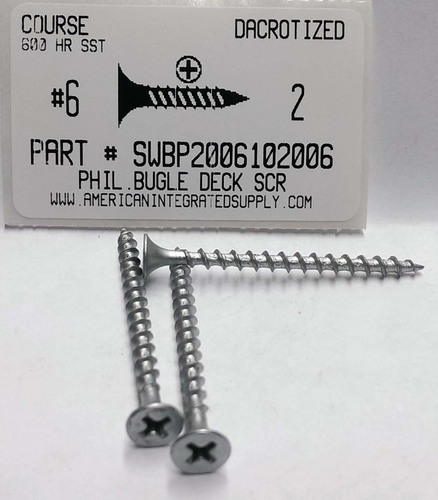 COURSE DACROTIZED
600 HR SST
#6 2
PART # SWBP2006102006
PHIL.BUGLE DECK SCR
WWW.AMERICANINTEGRATEDSUPPLY.COM